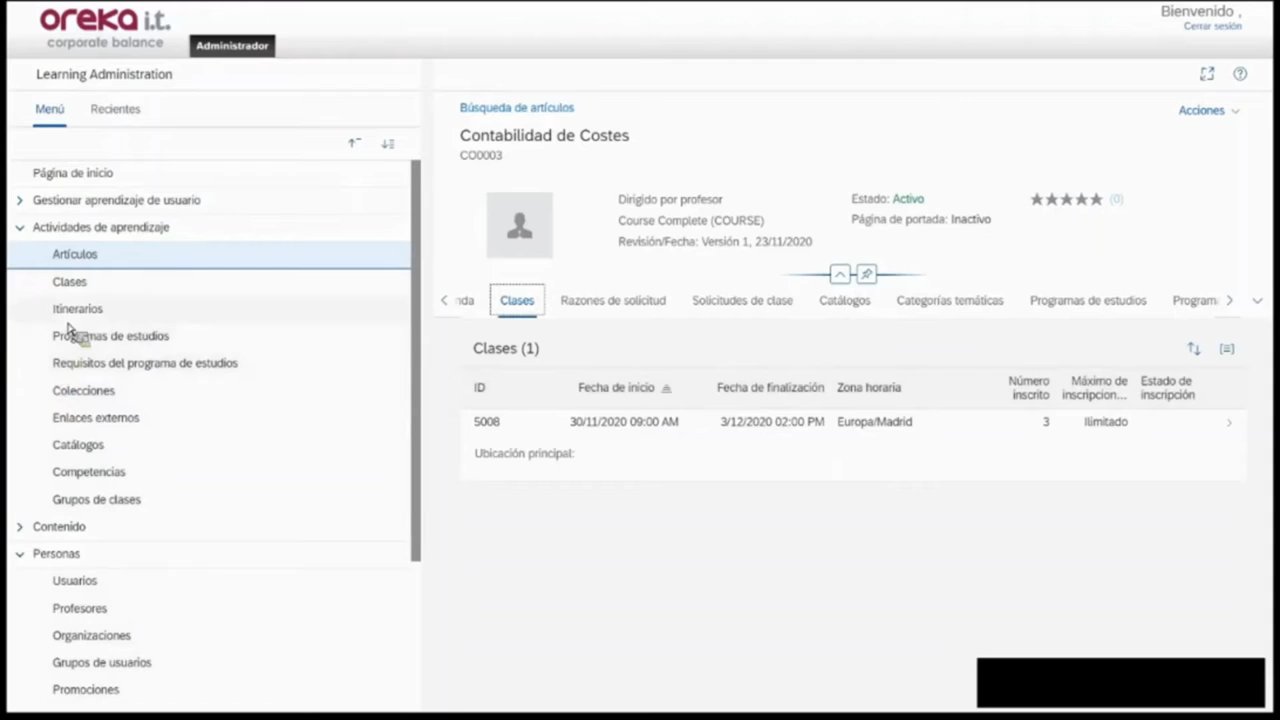 oreka i.t.
corporate balance
Administrador
Bienvenido ,
Cerrar sesión
Learning Administration
Menú
Recientes
Página de inicio
Gestionar aprendizaje de usuario
Actividades de aprendizaje
Artículos
Clases
Itinerarios
Programas de estudios
Requisitos del programa de estudios
Colecciones
Enlaces externos
Catálogos
Competencias
Grupos de clases
Contenido
Personas
Usuarios
Profesores
Organizaciones
Grupos de usuarios
Promociones
Búsqueda de artículos
Acciones
Contabilidad de Costes
CO0003
Dirigido por profesor
Course Complete (COURSE)
Revisión/Fecha: Versión 1, 23/11/2020
Estado: Activo
Página de portada: Inactivo
(0)
nda Clases Razones de solicitud Solicitudes de clase Catálogos Categorías temáticas Programas de estudios Program
Clases (1)
ID Fecha de inicio Fecha de finalización Zona horaria Número inscrito Máximo de inscripcion... Estado de inscripción
5008 30/11/2020 09:00 AM 3/12/2020 02:00 PM Europa/Madrid 3 Ilimitado
Ubicación principal: